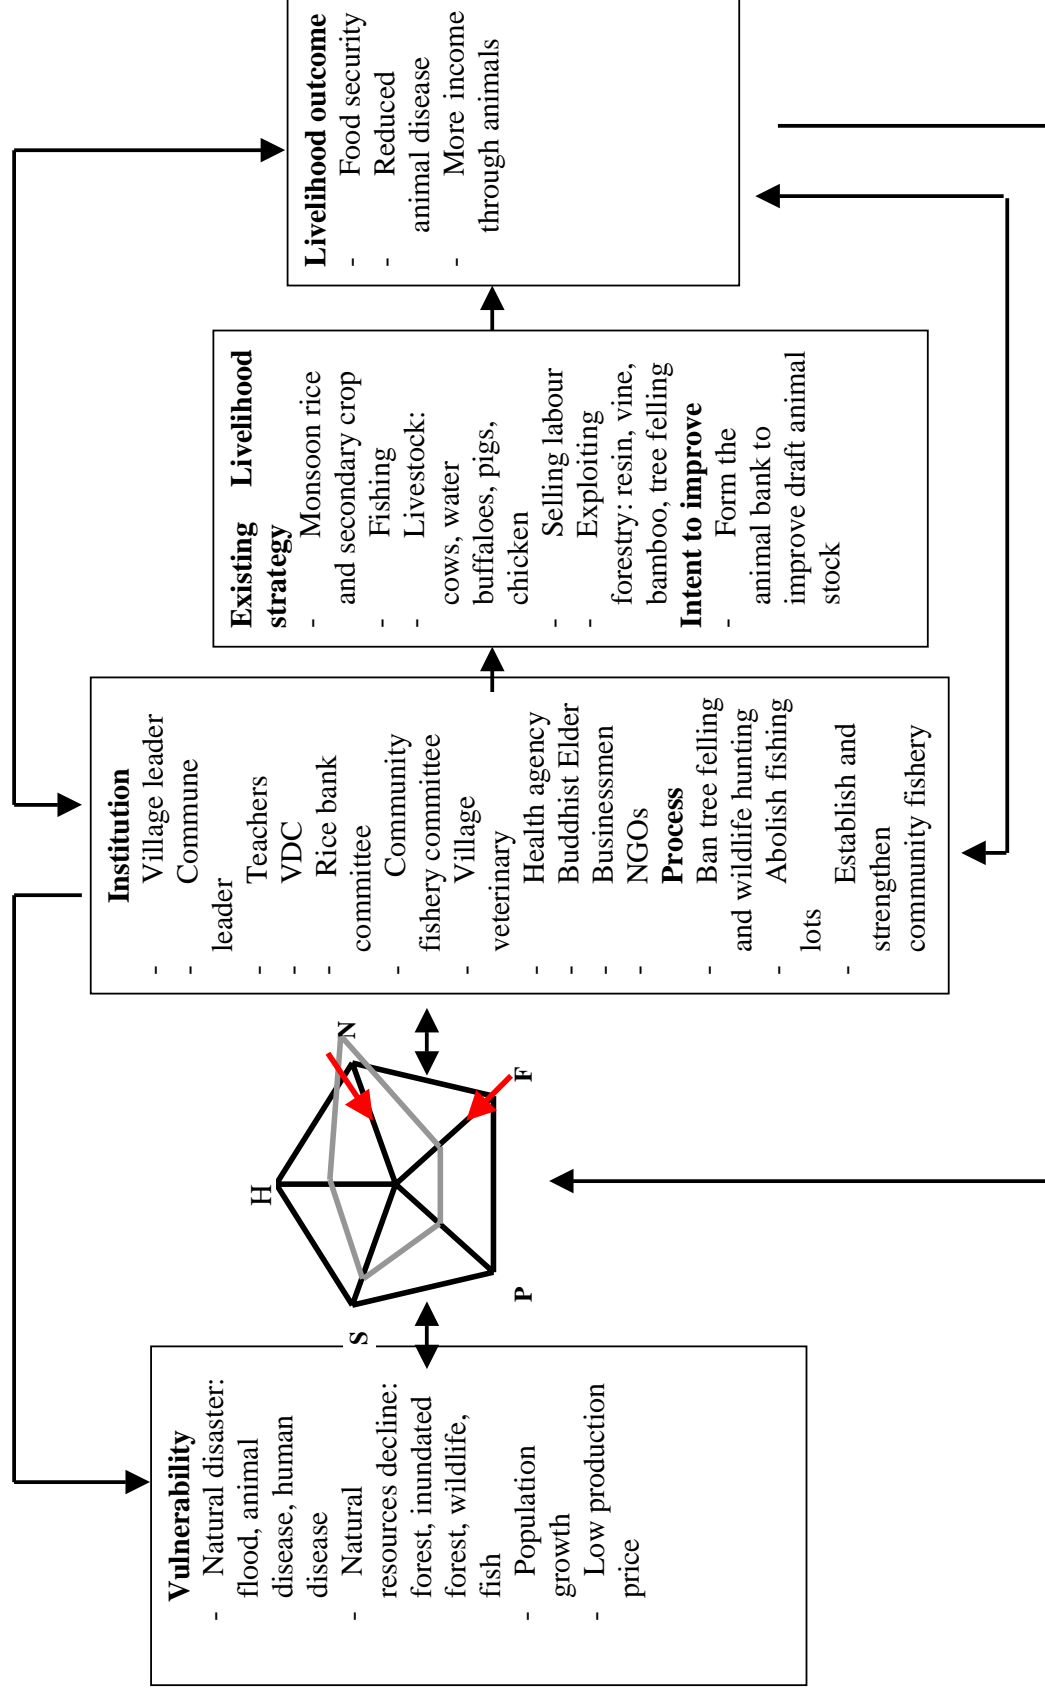 Vulnerability
- Natural disaster:
flood, animal
disease, human
disease
- Natural
resources decline:
forest, inundated
forest, wildlife,
fish
- Population
growth
- Low production
price
S
H
N
P
F
Institution
- Village leader
- Commune
leader
- Teachers
- VDC
- Rice bank
committee
- Community
fishery committee
- Village
veterinary
- Health agency
- Buddhist Elder
- Businessmen
- NGOs
Process
- Ban tree felling
and wildlife hunting
- Abolish fishing
lots
- Establish and
strengthen
community fishery
Existing Livelihood
strategy
- Monsoon rice
and secondary crop
- Fishing
- Livestock:
cows, water
buffaloes, pigs,
chicken
- Selling labour
- Exploiting
forestry: resin, vine,
bamboo, tree felling
Intent to improve
- Form the
animal bank to
improve draft animal
stock
Livelihood outcome
- Food security
- Reduced
animal disease
- More income
through animals